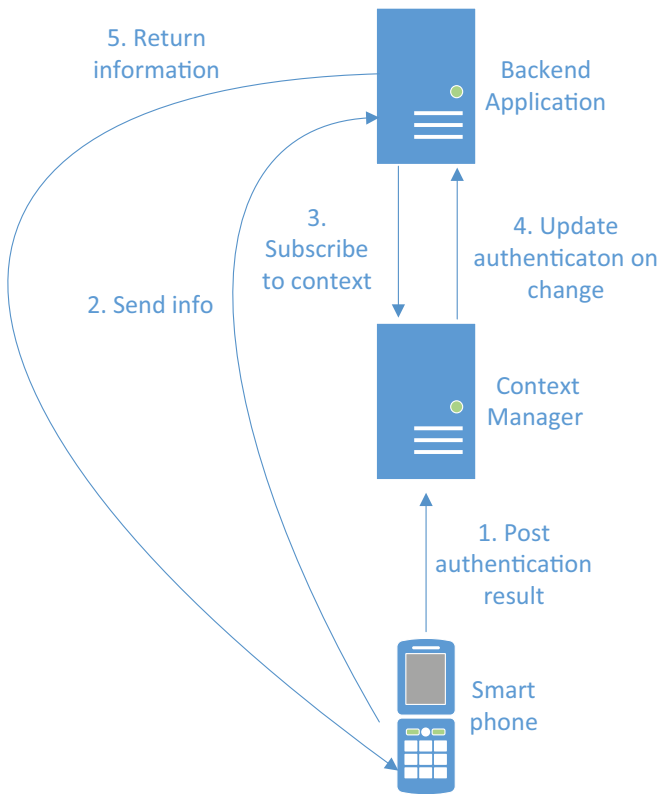 5. Return
information
Backend
Application
3.
Subscribe
to context
4. Update
authenticaton on
change
2. Send info
Context
Manager
1. Post
authentication
result
Smart
phone